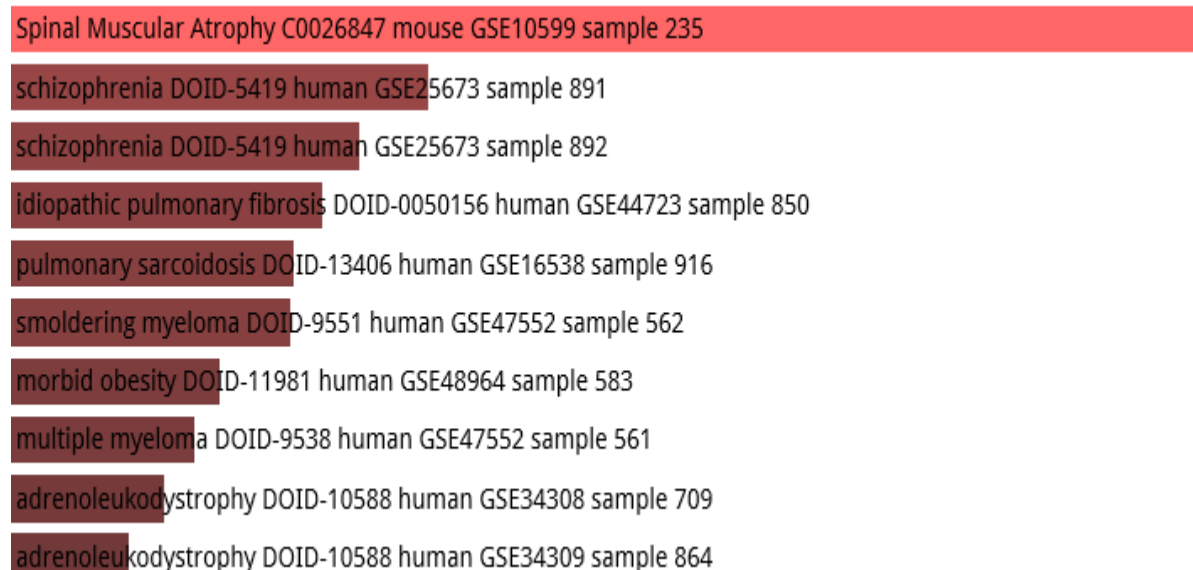 Spinal Muscular Atrophy C0026847 mouse GSE10599 sample 235
schizophrenia DOID-5419 human GSE25673 sample 891
schizophrenia DOID-5419 human GSE25673 sample 892
idiopathic pulmonary fibrosis DOID-0050156 human GSE44723 sample 850
pulmonary sarcoidosis DOID-13406 human GSE16538 sample 916
smoldering myeloma DOID-9551 human GSE47552 sample 562
morbid obesity DOID-11981 human GSE48964 sample 583
multiple myeloma DOID-9538 human GSE47552 sample 561
adrenoleukodystrophy DOID-10588 human GSE34308 sample 709
adrenoleukodystrophy DOID-10588 human GSE34309 sample 864